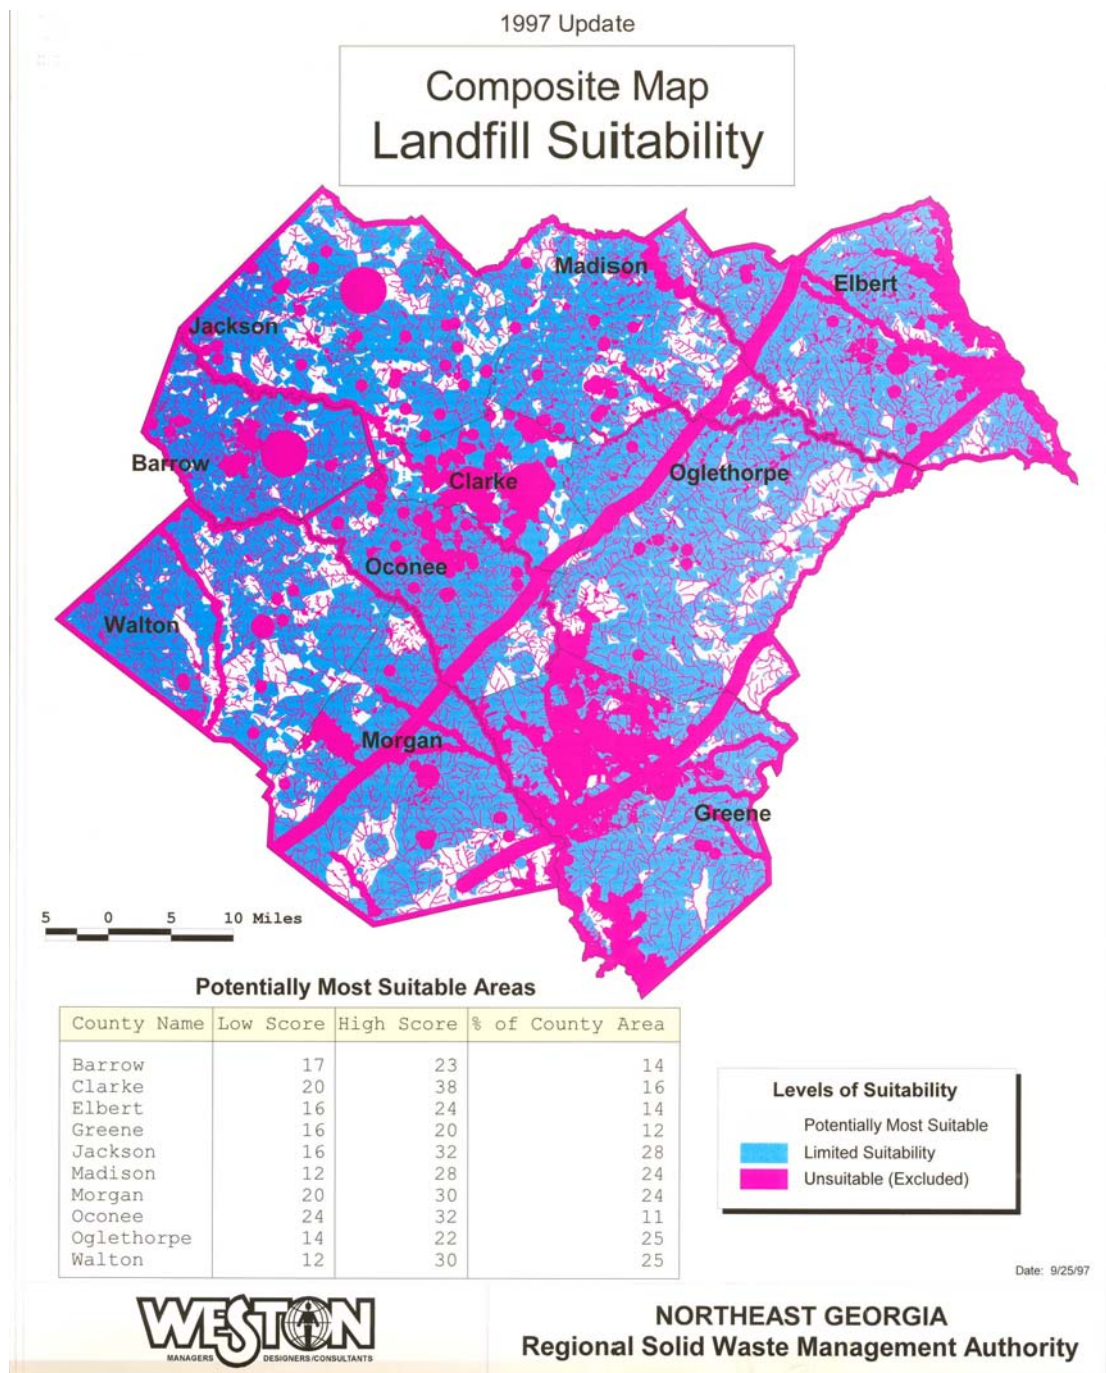 1997 Update
Composite Map
Landfill Suitability
Madison
Elbert
Jackson
Barrow
Clarke
Oglethorpe
Oconee
Walton
Morgan
Greene
5 0 5 10 Miles
Potentially Most Suitable Areas
County Name Low Score High Score % of County Area
Barrow 17 23 14
Clarke 20 38 16
Elbert 16 24 14
Greene 16 20 12
Jackson 16 32 28
Madison 12 28 24
Morgan 20 30 24
Oconee 24 32 11
Oglethorpe 14 22 25
Walton 12 30 25
Levels of Suitability
Potentially Most Suitable
Limited Suitability
Unsuitable (Excluded)
Date: 9/25/97
WESTON
MANAGERS DESIGNERS/CONSULTANTS
NORTHEAST GEORGIA
Regional Solid Waste Management Authority